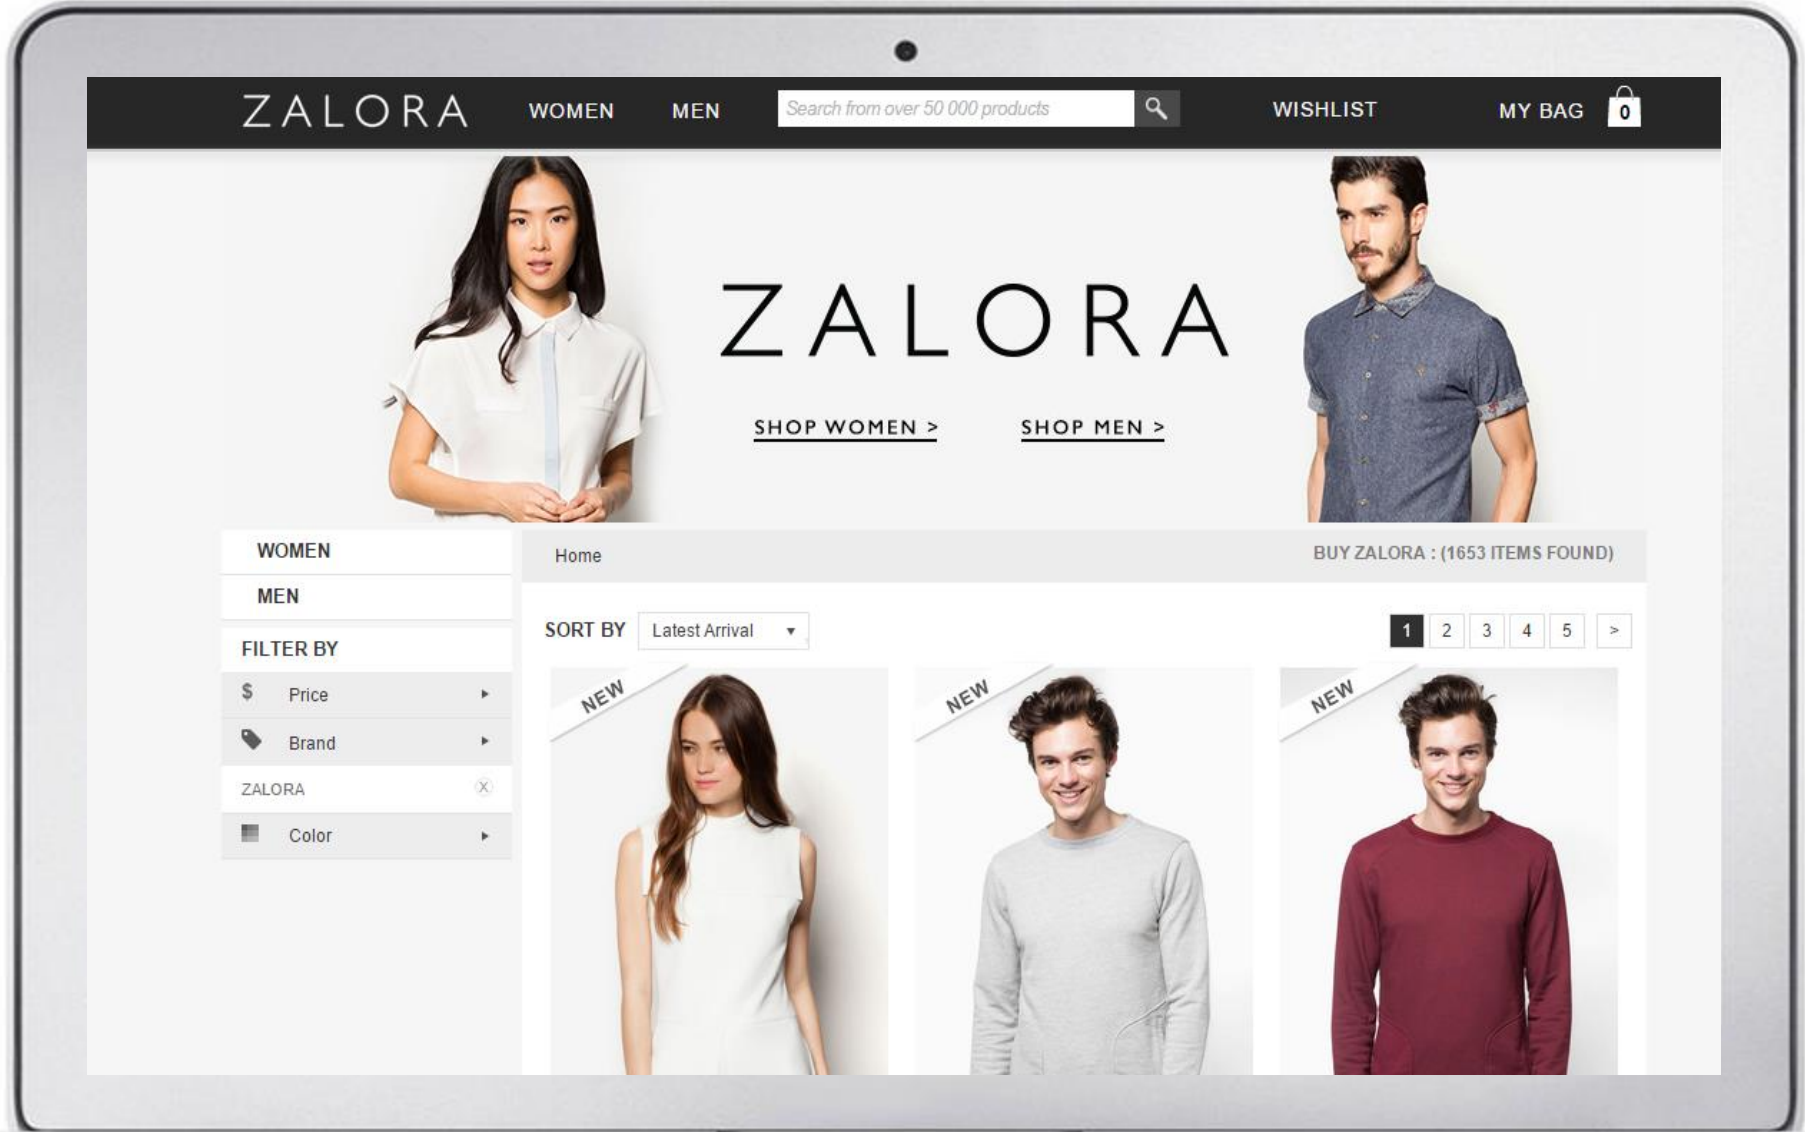 ZALORA WOMEN MEN Search from over 50 000 products WISHLIST MY BAG 0
ZALORA
SHOP WOMEN > SHOP MEN >
WOMEN
MEN
FILTER BY
$ Price
Brand
ZALORA X
Color
Home BUY ZALORA : (1653 ITEMS FOUND)
SORT BY Latest Arrival 1 2 3 4 5 >
NEW NEW NEW